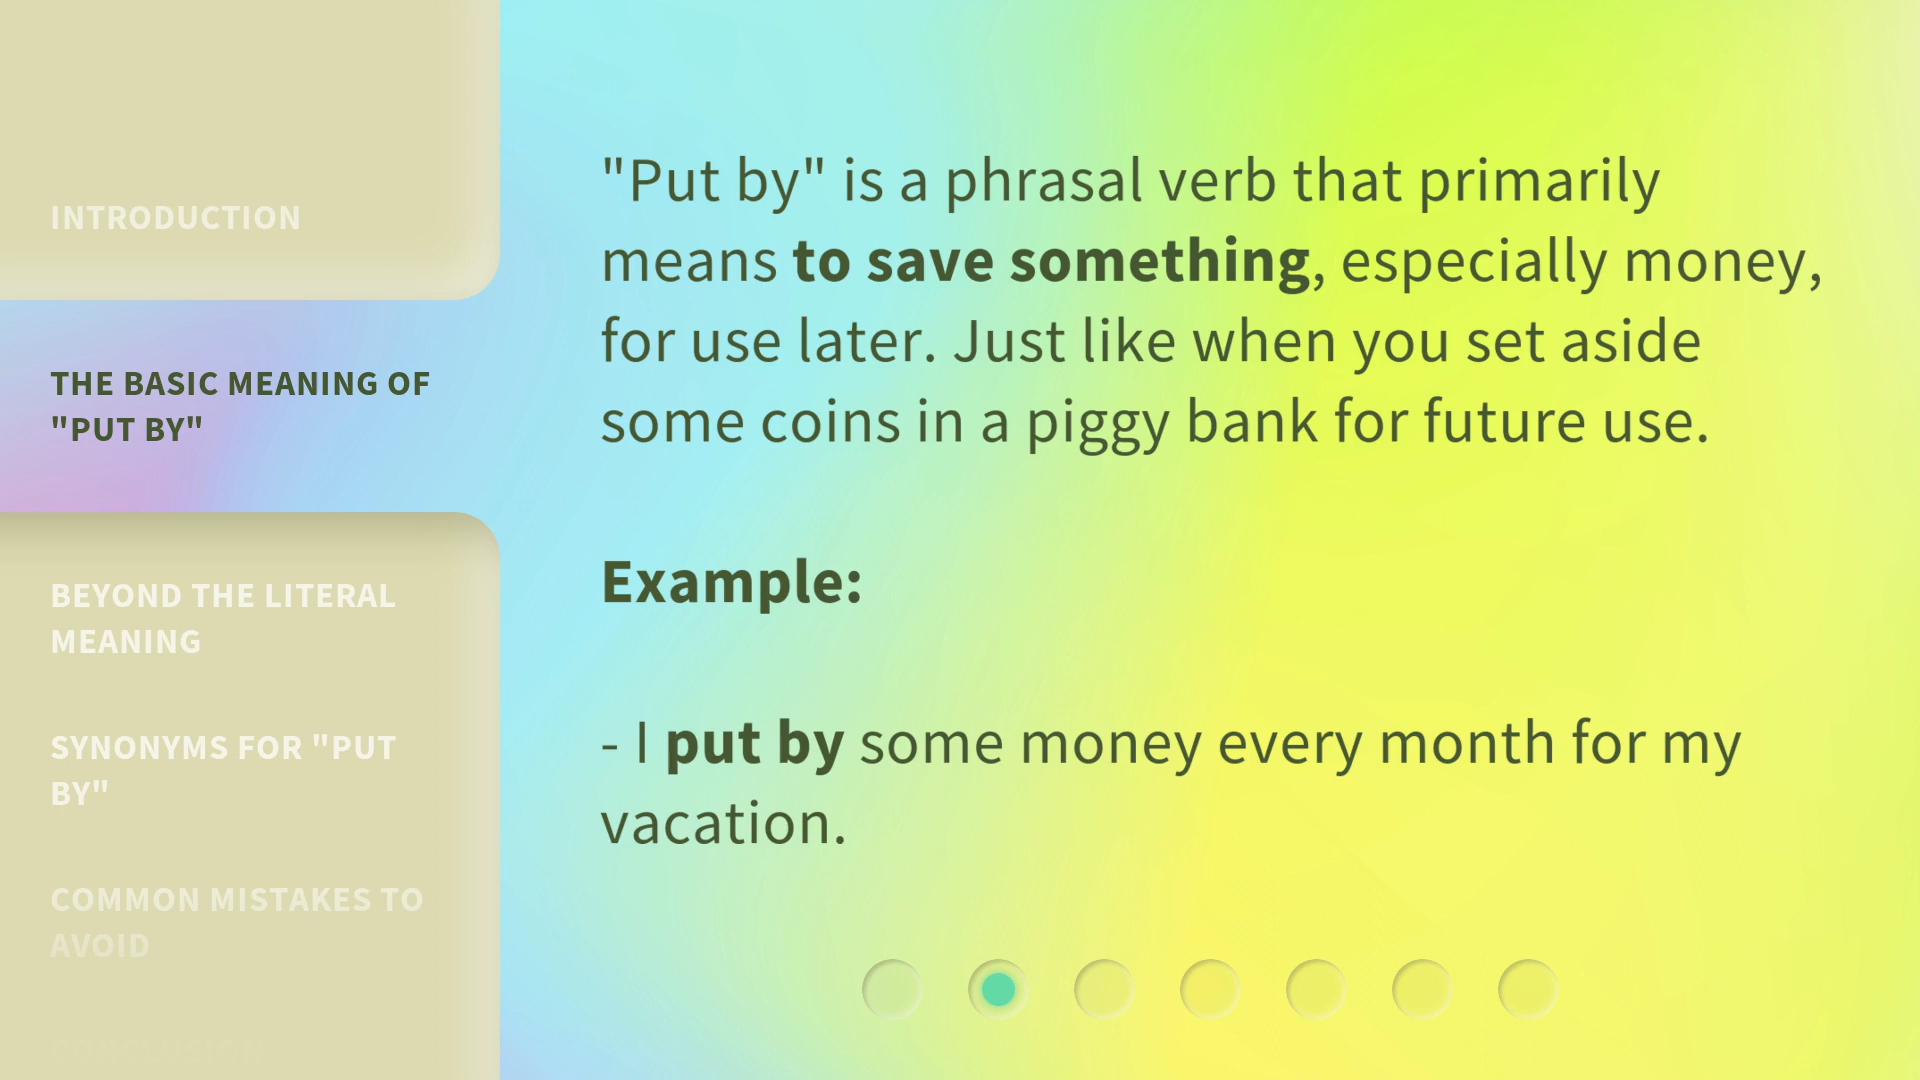 INTRODUCTION
THE BASIC MEANING OF
"PUT BY"
BEYOND THE LITERAL
MEANING
SYNONYMS FOR "PUT
BY"
COMMON MISTAKES TO
AVOID
CONCLUSION
"Put by" is a phrasal verb that primarily
means to save something, especially money,
for use later. Just like when you set aside
some coins in a piggy bank for future use.
Example:
- I put by some money every month for my
vacation.